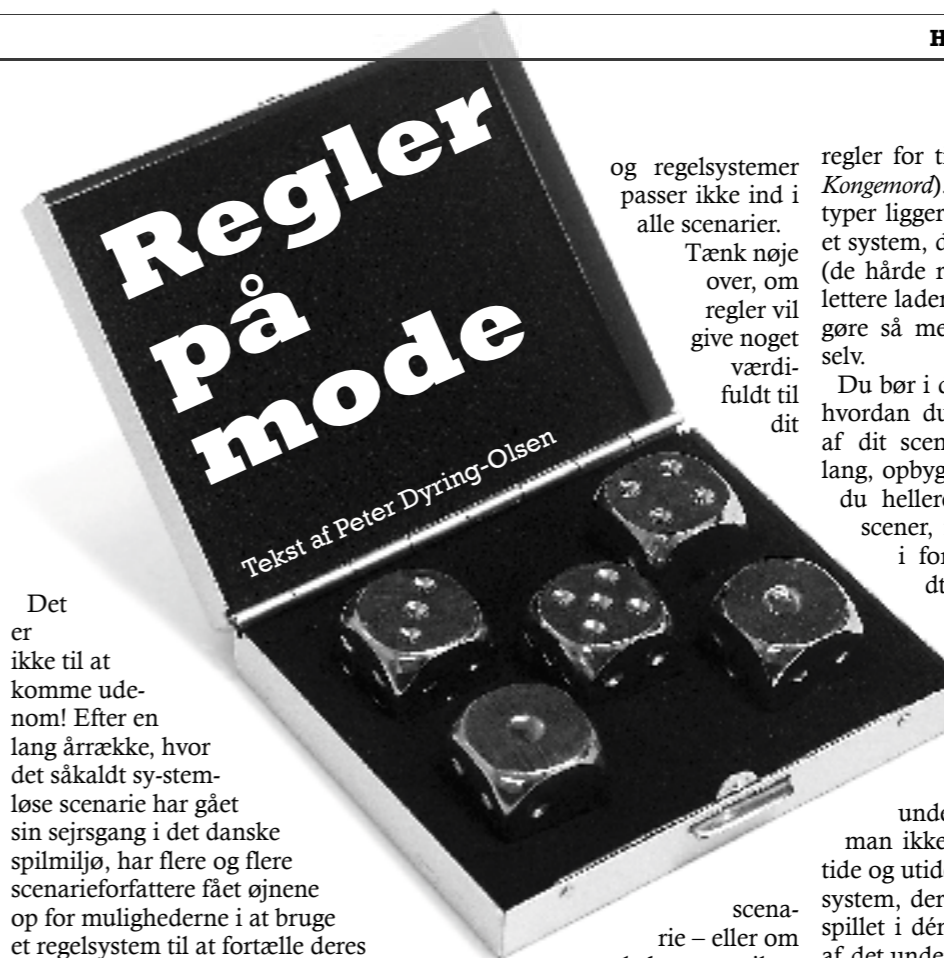 H
Regler
på
mode
Tekst af Peter Dyring-Olsen
Det
er
ikke til at
komme ude-
nom! Efter en
lang årrække, hvor
det såkaldt sy-stem-
løse scenarie har gået
sin sejrsgang i det danske
spilmiljø, har flere og flere
scenarieforfattere fået øjnene
op for mulighederne i at bruge
et regelsystem til at fortælle deres
og regelsystemer
passer ikke ind i
alle scenarier.
Tænk nøje
over, om
regler vil
give noget
værdi-
fuldt til
dit
scena-
rie – eller om
regler for t
Kongemord).
typer ligger
et system, d
(de hårde r
lettere lader
gøre så me
selv.
Du bør i d
hvordan du
af dit scen
lang, opbyg
du hellere
scener,
i for
dt
unde
man ikke
tide og utide
system, der
spillet i dér
af det unde